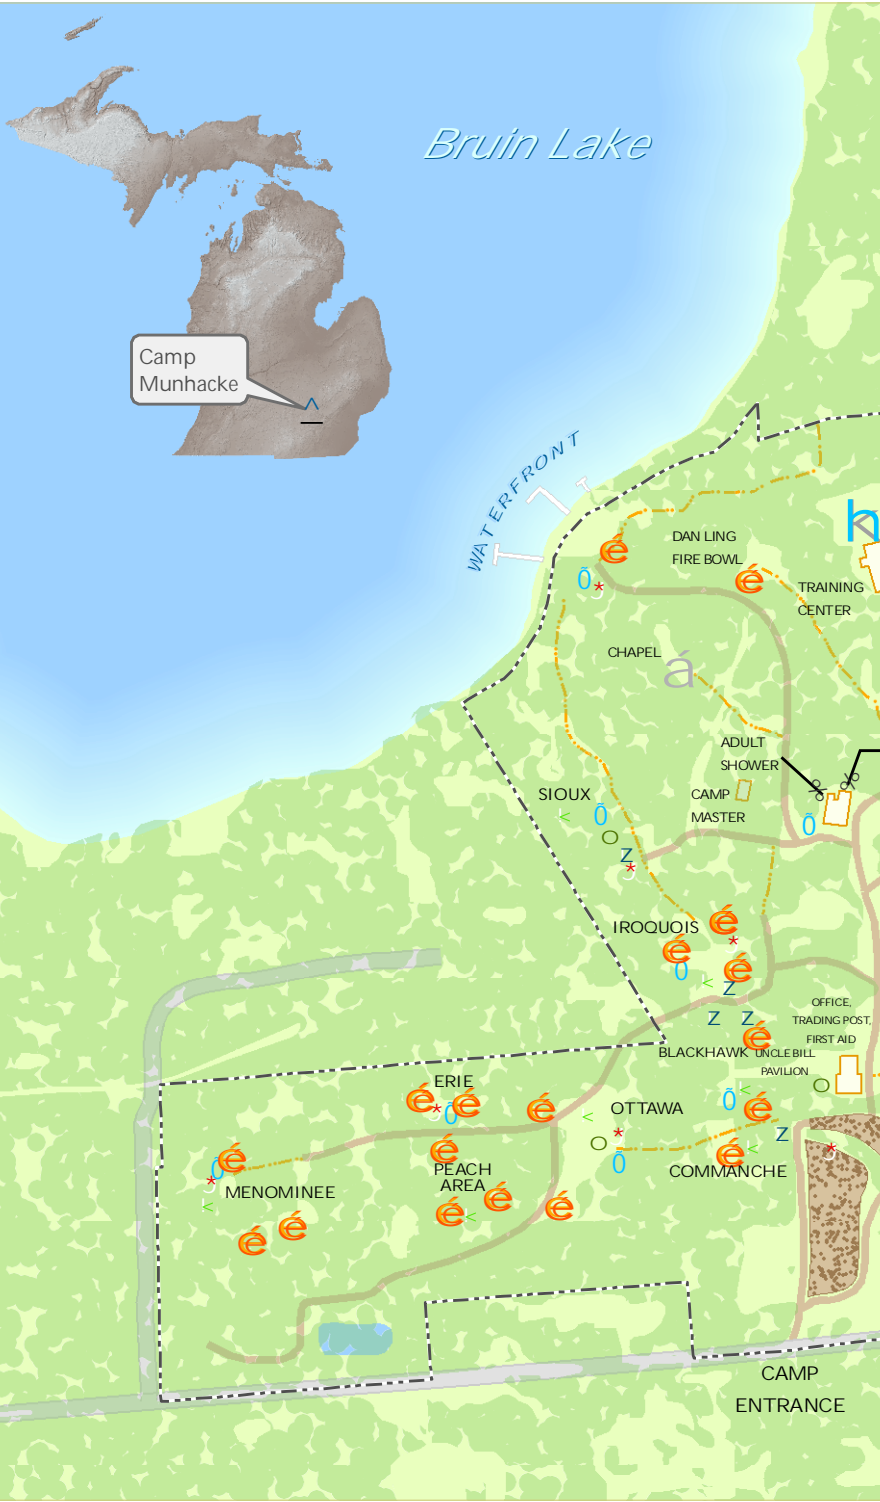 Bruin Lake
Camp
Munhacke
WATERFRONT
DAN LING
FIRE BOWL
TRAINING
CENTER
CHAPEL
ADULT
SHOWER
CAMP
MASTER
SIOUX
IROQUOIS
OFFICE,
TRADING POST,
FIRST AID
BLACKHAWK
UNCLE BILL
PAVILION
ERIE
OTTAWA
PEACH
AREA
COMMANCHE
MENOMINEE
CAMP
ENTRANCE